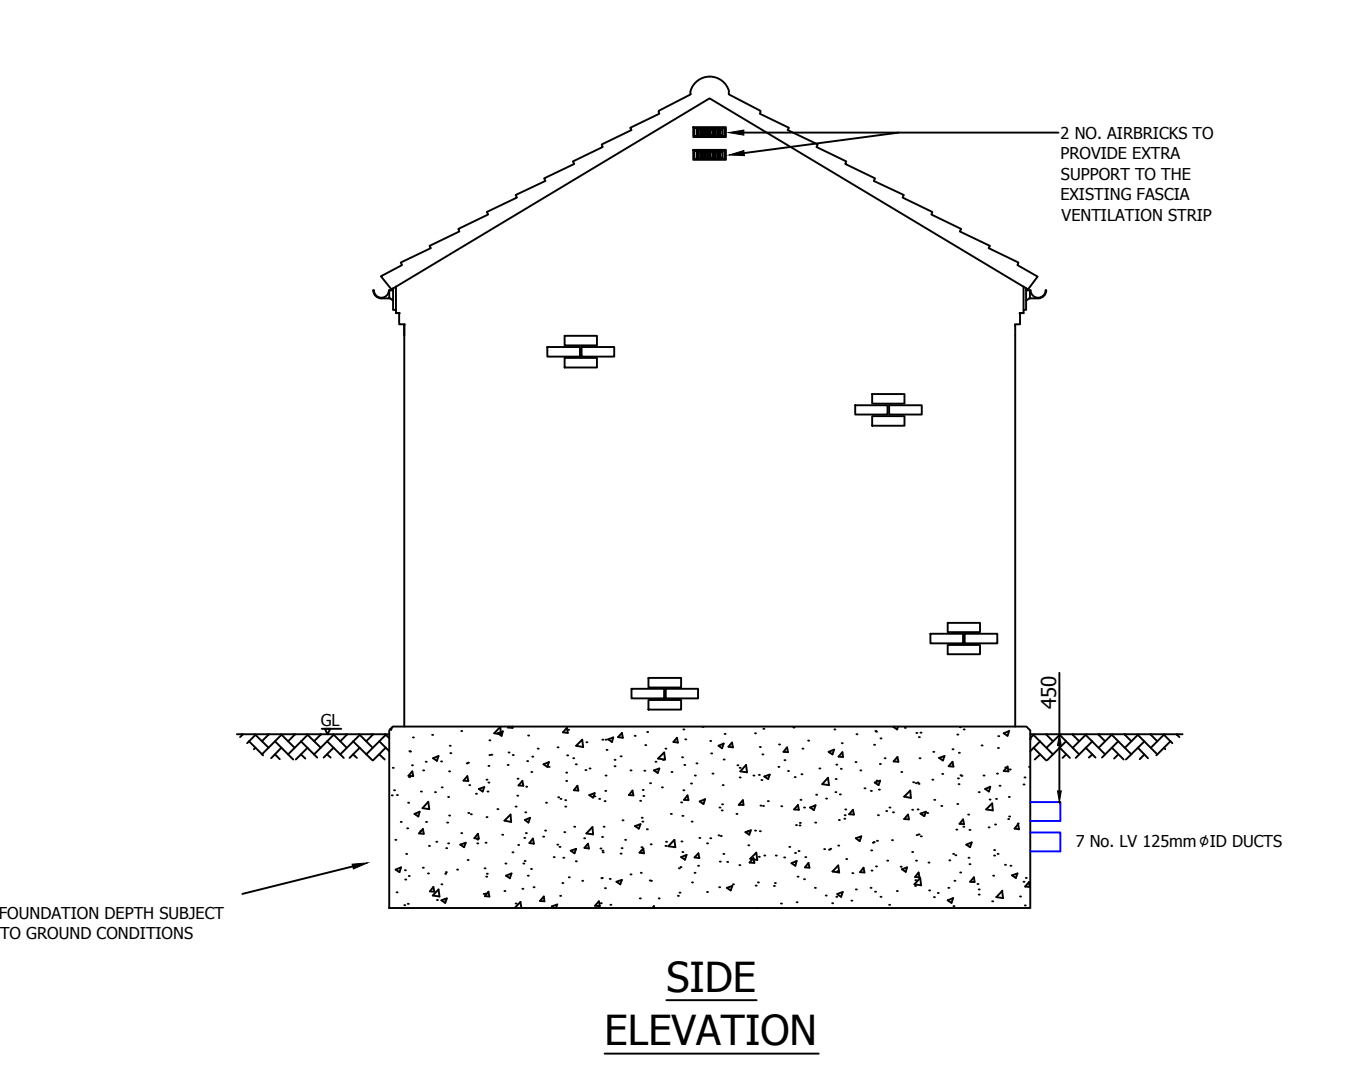 2 NO. AIRBRICKS TO
PROVIDE EXTRA
SUPPORT TO THE
EXISTING FASCIA
VENTILATION STRIP
450
GL
7 No. LV 125mm ϕID DUCTS
FOUNDATION DEPTH SUBJECT
TO GROUND CONDITIONS
SIDE
ELEVATION